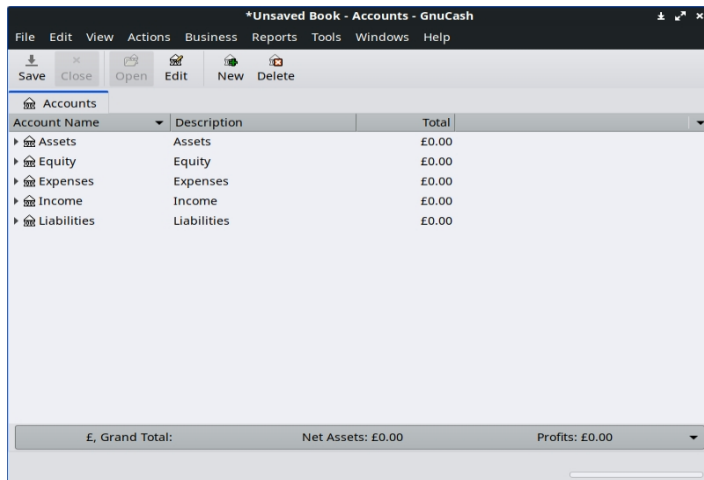 *Unsaved Book - Accounts - GnuCash
File Edit View Actions Business Reports Tools Windows Help
Save Close Open Edit New Delete
Accounts
Account Name Description Total
Assets Assets £0.00
Equity Equity £0.00
Expenses Expenses £0.00
Income Income £0.00
Liabilities Liabilities £0.00
£, Grand Total: Net Assets: £0.00 Profits: £0.00